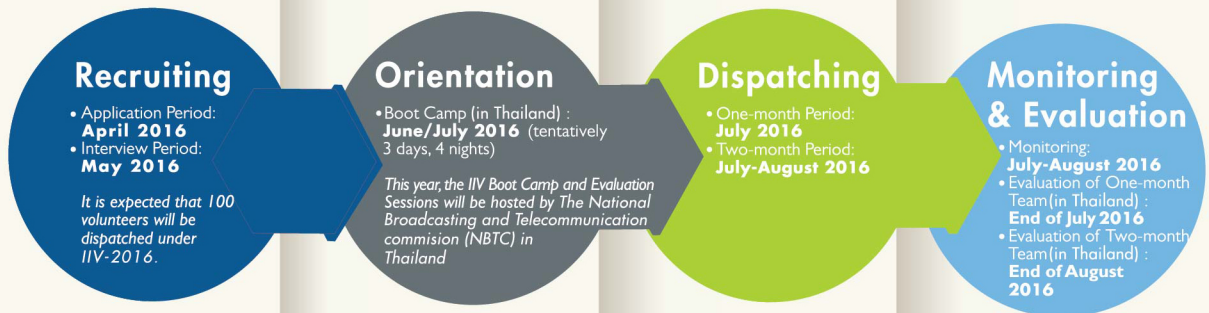 Recruiting
• Application Period:
April 2016
• Interview Period:
May 2016
It is expected that 100
volunteers will be
dispatched under
IIV-2016.
Orientation
• Boot Camp (in Thailand) :
June/July 2016 (tentatively
3 days, 4 nights)
This year, the IIV Boot Camp and Evaluation
Sessions will be hosted by The National
Broadcasting and Telecommunication
commision (NBTC) in
Thailand
Dispatching
• One-month Period:
July 2016
• Two-month Period:
July-August 2016
Monitoring
& Evaluation
• Monitoring:
July-August 2016
• Evaluation of One-month
Team(in Thailand) :
End of July 2016
• Evaluation of Two-month
Team(in Thailand) :
End of August
2016